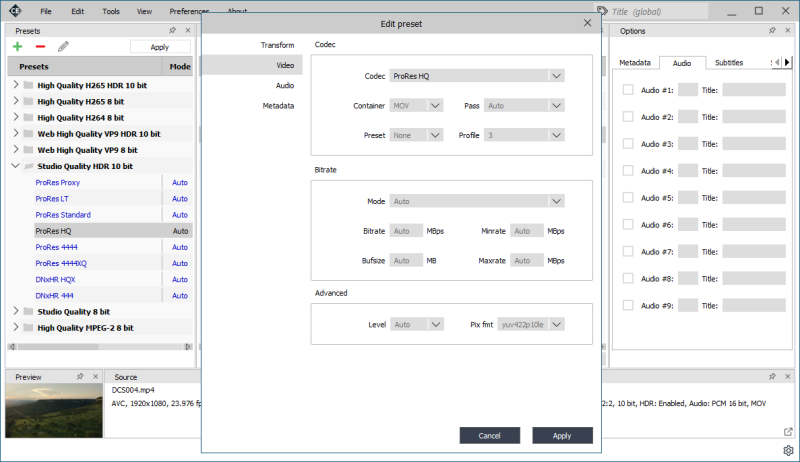 CE File Edit Tools View Preferences About Title (global)
Presets
Apply
Presets Mode
High Quality H265 HDR 10 bit
High Quality H265 8 bit
High Quality H264 8 bit
Web High Quality VP9 HDR 10 bit
Web High Quality VP9 8 bit
Studio Quality HDR 10 bit
ProRes Proxy Auto
ProRes LT Auto
ProRes Standard Auto
ProRes HQ Auto
ProRes 4444 Auto
ProRes 4444XQ Auto
DNxHR HQX Auto
DNxHR 444 Auto
Studio Quality 8 bit
High Quality MPEG-2 8 bit
Preview
Source
DCS004.mp4
AVC, 1920x1080, 23.976 fp
Edit preset
Transform
Video
Audio
Metadata
Codec
Codec ProRes HQ
Container MOV Pass Auto
Preset None Profile 3
Bitrate
Mode Auto
Bitrate Auto MBps Minrate Auto MBps
Bufsize Auto MB Maxrate Auto MBps
Advanced
Level Auto Pix fmt yuv422p10le
Cancel Apply
Options
Metadata Audio Subtitles
Audio #1: Title:
Audio #2: Title:
Audio #3: Title:
Audio #4: Title:
Audio #5: Title:
Audio #6: Title:
Audio #7: Title:
Audio #8: Title:
Audio #9: Title:
2:2, 10 bit, HDR: Enabled, Audio: PCM 16 bit, MOV